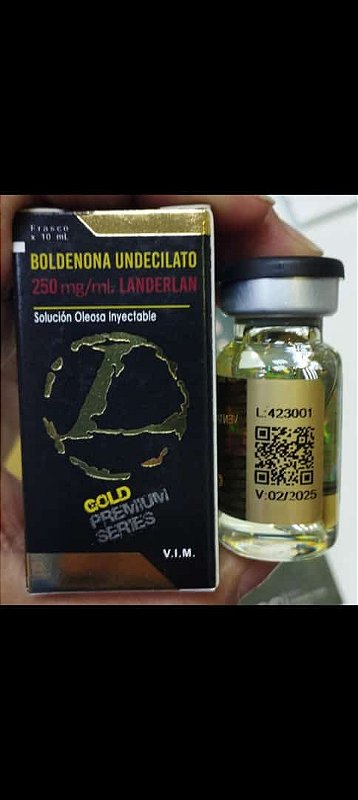 Frasco
x 10 mL
BOLDENONA UNDECILATO
250 mg/mL LANDERLAN
Solución Oleosa Inyectable
GOLD
PREMIUM
SERIES
V.I.M.
L:423001
V:02/2025